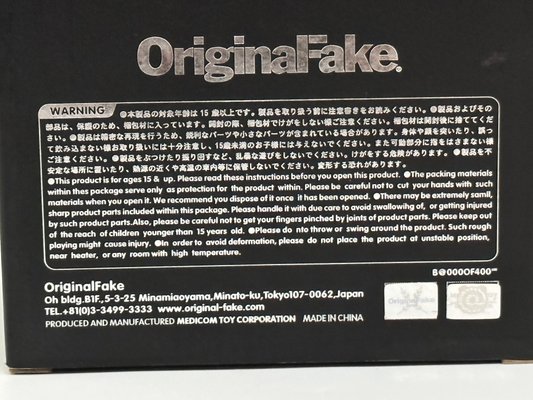 OriginalFake.
WARNING ●本製品の対象年齢は15歳以上です。製品を取り扱う前に注意書きをお読みください。●製品およびその
部品は、保護のため、梱包材に入っています。開封の際、梱包材でけがをしない様ご注意ください。梱包材は開封後に捨ててくだ
さい。●製品は精密な再現を行うため、鋭利なパーツや小さなパーツが含まれている場合があります。身体や顔を突いたり、誤っ
て飲み込まない取り扱いには十分注意し、15歳未満のお子様には与えないでください。また可動部分に指をはさまない様
ご注意ください。●製品をぶつけたり振り回すなど、乱暴な遊びをしないでください。けがをする危険があります。●製品を不
安定な場所に置いたり、熱源の近くや高温の車内等に保管しないでください。変形する恐れがあります。
●This product is for ages 15 & up. Please read these instructions before you open this product. ●The packing materials
within thes package serve only as protection for the product within. Please be careful not to cut your hands with such
materials when you open it. We recommend you dispose of it once it has been opened. ●There may be extremely samll,
sharp product parts included within this package. Please handle it with due care to avoid swallowihg of, or getting injured
by such product parts.Also, please be careful not to get your fingers pinched by joints of product parts. Please keep out
of the reach of children younger than 15 years old. ●Please do nto throw or swing around the product. Such rough
playing might cause injury. ●In order to avoid deformation, please do not place the product at unstable position,
near heater, or any room with high temperature.
B@000OF400
OriginalFake
Oh bldg.B1F.,5-3-25 Minamiaoyama,Minato-ku,Tokyo107-0062,Japan
TEL.+81(0)3-3499-3333 www.original-fake.com
PRODUCED AND MANUFACTURED MEDICOM TOY CORPORATION MADE IN CHINA
OriginalFake